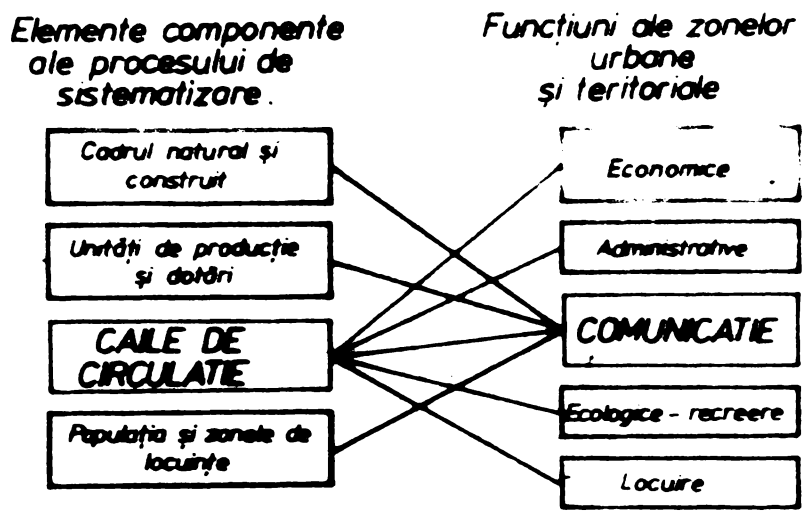 Elemente componente
ale procesului de
sistematizare.
Cadrul natural și
construit
Unități de producție
și dotări
CAILE DE
CIRCULATIE
Populația și zonele de
locuințe
Funcțiuni ale zonelor
urbane
și teritoriale
Economice
Administrative
COMUNICATIE
Ecologice - recreere
Locuire